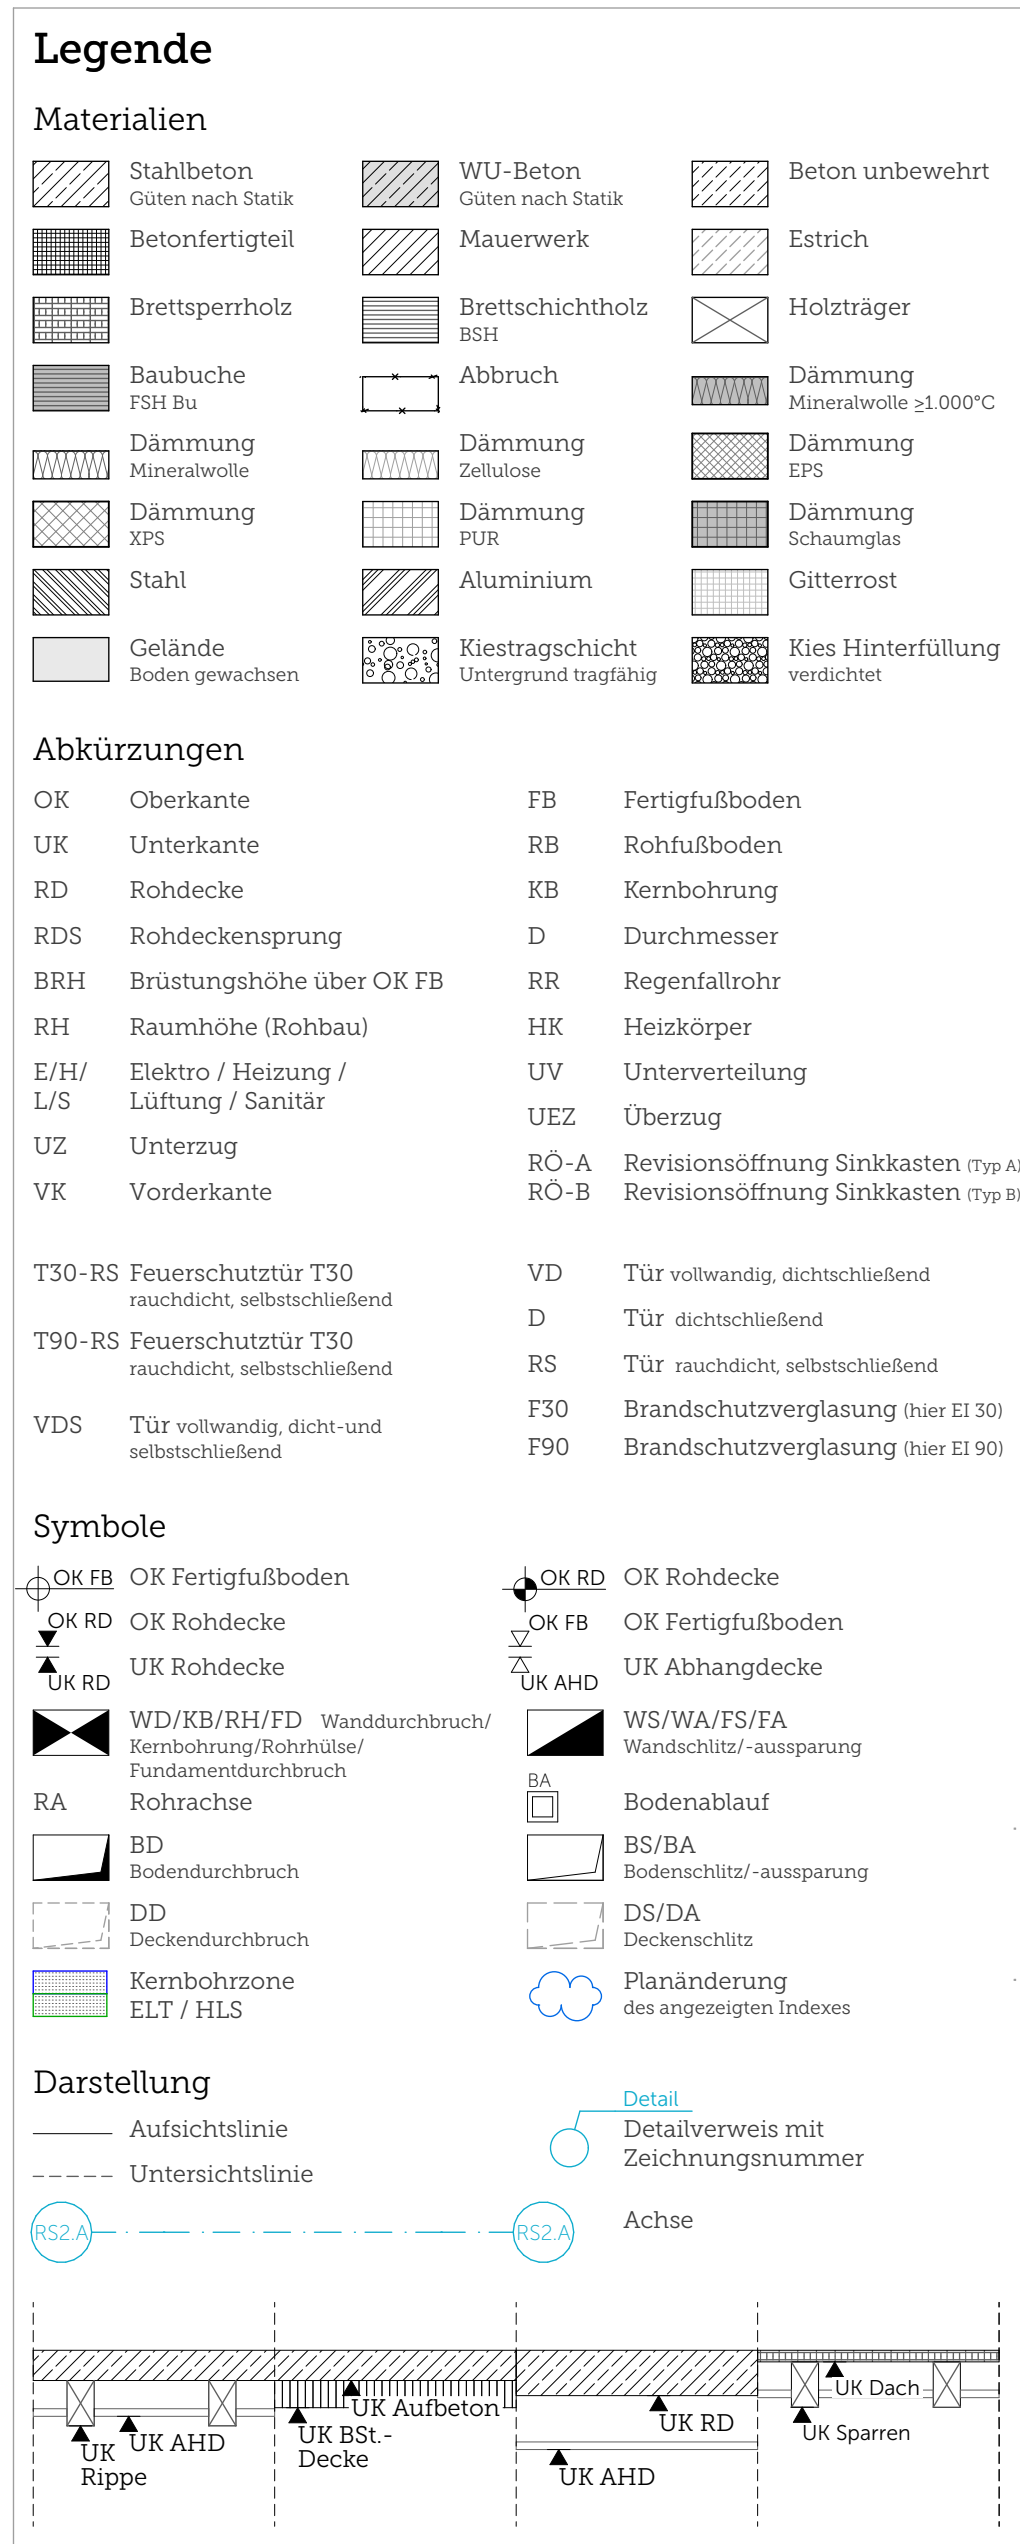 Legende
Materialien
Stahlbeton
Güten nach Statik
WU-Beton
Güten nach Statik
Beton unbewehrt
Betonfertigteil
Mauerwerk
Estrich
Brettsperrholz
Brettschichtholz
BSH
Holzträger
Baubuche
FSH Bu
Abbruch
Dämmung
Mineralwolle ≥1.000°C
Dämmung
Mineralwolle
Dämmung
Zellulose
Dämmung
EPS
Dämmung
XPS
Dämmung
PUR
Dämmung
Schaumglas
Stahl
Aluminium
Gitterrost
Gelände
Boden gewachsen
Kiestragschicht
Untergrund tragfähig
Kies Hinterfüllung
verdichtet
Abkürzungen
OK Oberkante
UK Unterkante
RD Rohdecke
RDS Rohdeckensprung
BRH Brüstungshöhe über OK FB
RH Raumhöhe (Rohbau)
E/H/ Elektro / Heizung /
L/S Lüftung / Sanitär
UZ Unterzug
VK Vorderkante
FB Fertigfußboden
RB Rohfußboden
KB Kernbohrung
D Durchmesser
RR Regenfallrohr
HK Heizkörper
UV Unterverteilung
UEZ Überzug
RÖ-A Revisionsöffnung Sinkkasten (Typ A)
RÖ-B Revisionsöffnung Sinkkasten (Typ B)
T30-RS Feuerschutztür T30
rauchdicht, selbstschließend
T90-RS Feuerschutztür T30
rauchdicht, selbstschließend
VDS Tür vollwandig, dicht-und
selbstschließend
VD Tür vollwandig, dichtschließend
D Tür dichtschließend
RS Tür rauchdicht, selbstschließend
F30 Brandschutzverglasung (hier EI 30)
F90 Brandschutzverglasung (hier EI 90)
Symbole
OK FB OK Fertigfußboden
OK RD OK Rohdecke
OK RD OK Rohdecke
OK FB OK Fertigfußboden
UK RD UK Rohdecke
UK AHD UK Abhangdecke
WD/KB/RH/FD Wanddurchbruch/
Kernbohrung/Rohrhülse/
Fundamentdurchbruch
WS/WA/FS/FA
Wandschlitz/-aussparung
RA Rohrachse
BA
Bodenablauf
BD
Bodendurchbruch
BS/BA
Bodenschlitz/-aussparung
DD
Deckendurchbruch
DS/DA
Deckenschlitz
Kernbohrzone
ELT / HLS
Planänderung
des angezeigten Indexes
Darstellung
Aufsichtslinie
Untersichtslinie
Detail
Detailverweis mit
Zeichnungsnummer
RS2.A
RS2.A
Achse
UK
Rippe
UK AHD
UK Aufbeton
UK BSt.-
Decke
UK RD
UK AHD
UK Dach
UK Sparren